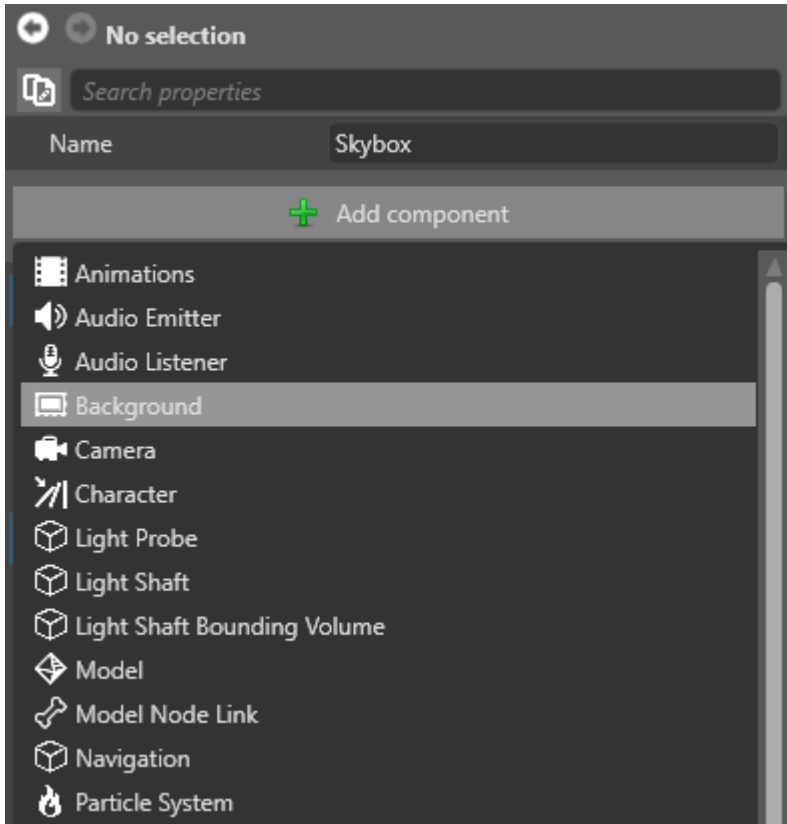 No selection
Search properties
Name Skybox
Add component
Animations
Audio Emitter
Audio Listener
Background
Camera
Character
Light Probe
Light Shaft
Light Shaft Bounding Volume
Model
Model Node Link
Navigation
Particle System